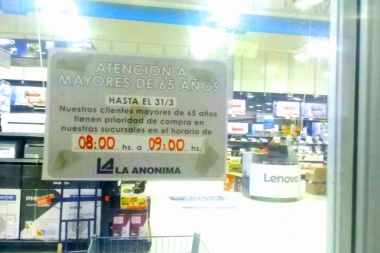 ATENCIÓN A
MAYORES DE 65 AÑOS
HASTA EL 31/3
Nuestros clientes mayores de 65 años
tienen prioridad de compra en
nuestras sucursales en el horario de
08:00 hs. a 09:00 hs.
LA ANONIMA
Lenovo